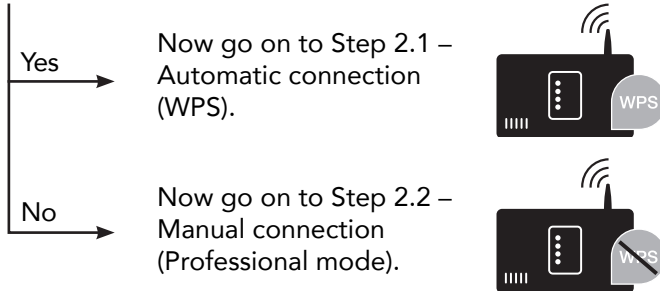 Yes
Now go on to Step 2.1 –
Automatic connection
(WPS).
WPS
No
Now go on to Step 2.2 –
Manual connection
(Professional mode).
WPS